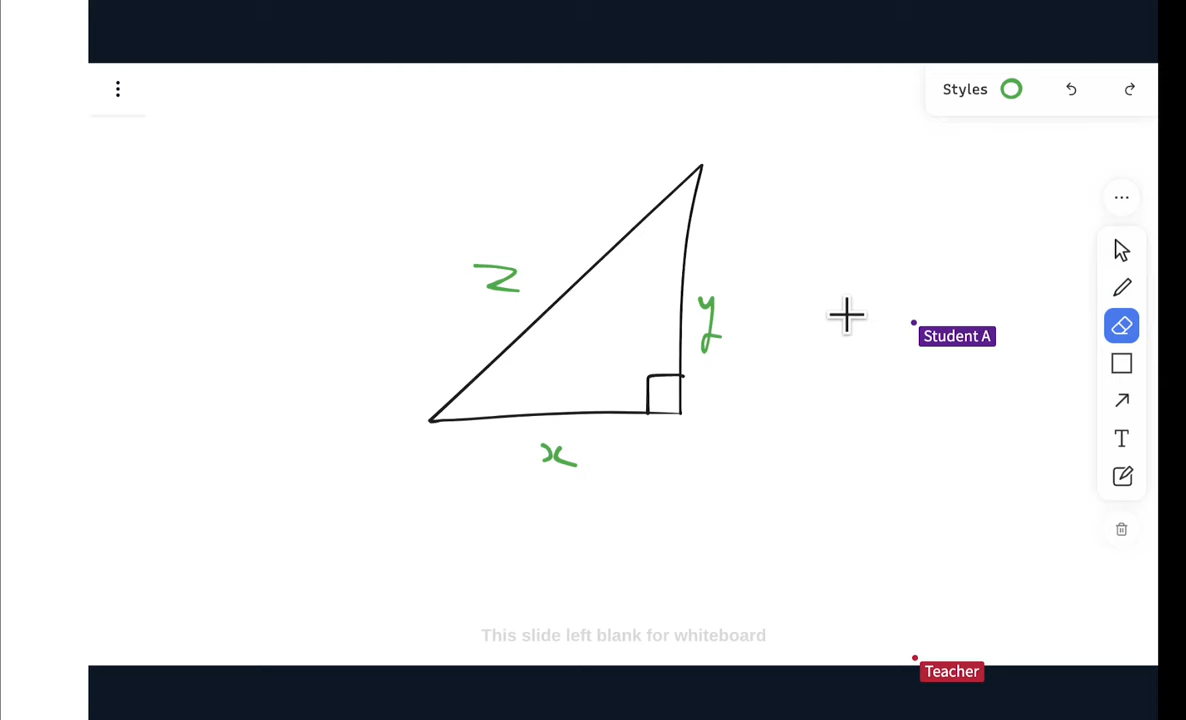 Styles
z
y
Student A
T
x
This slide left blank for whiteboard
Teacher